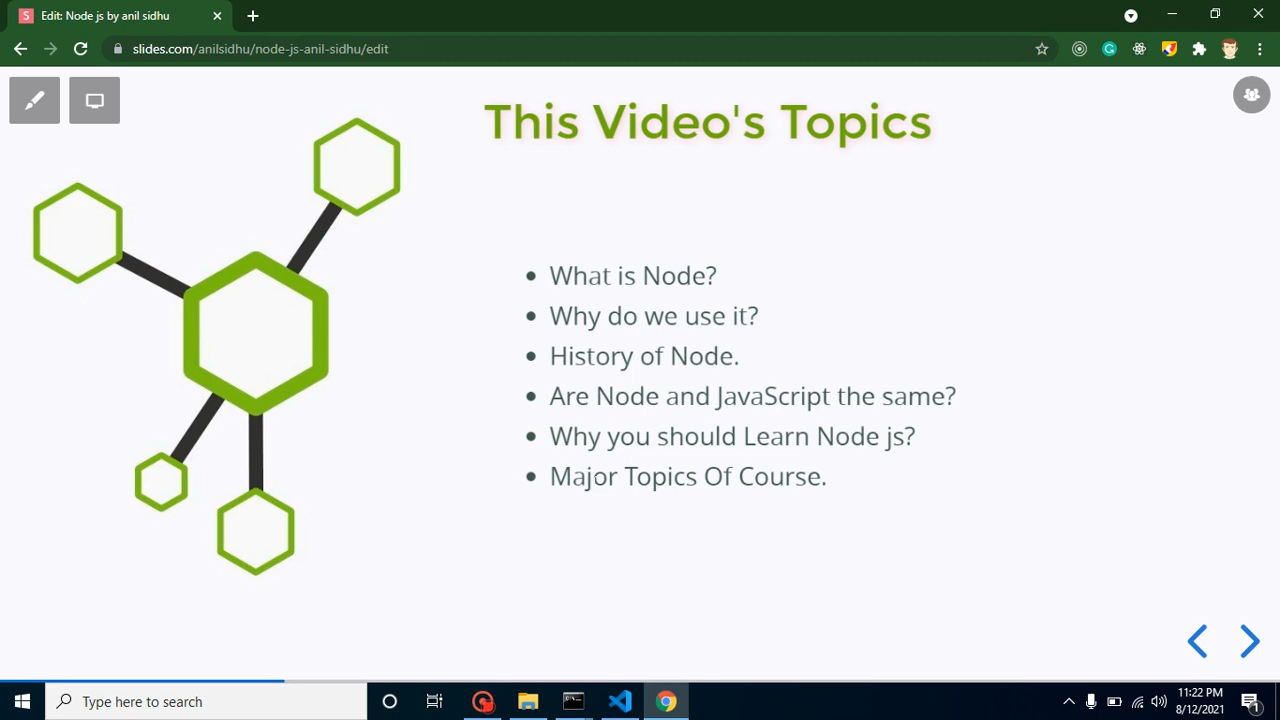 Edit: Node js by anil sidhu
slides.com/anilsidhu/node-js-anil-sidhu/edit
This Video's Topics
What is Node?
Why do we use it?
History of Node.
Are Node and JavaScript the same?
Why you should Learn Node js?
Major Topics Of Course.
Type here to search
11:22 PM
8/12/2021